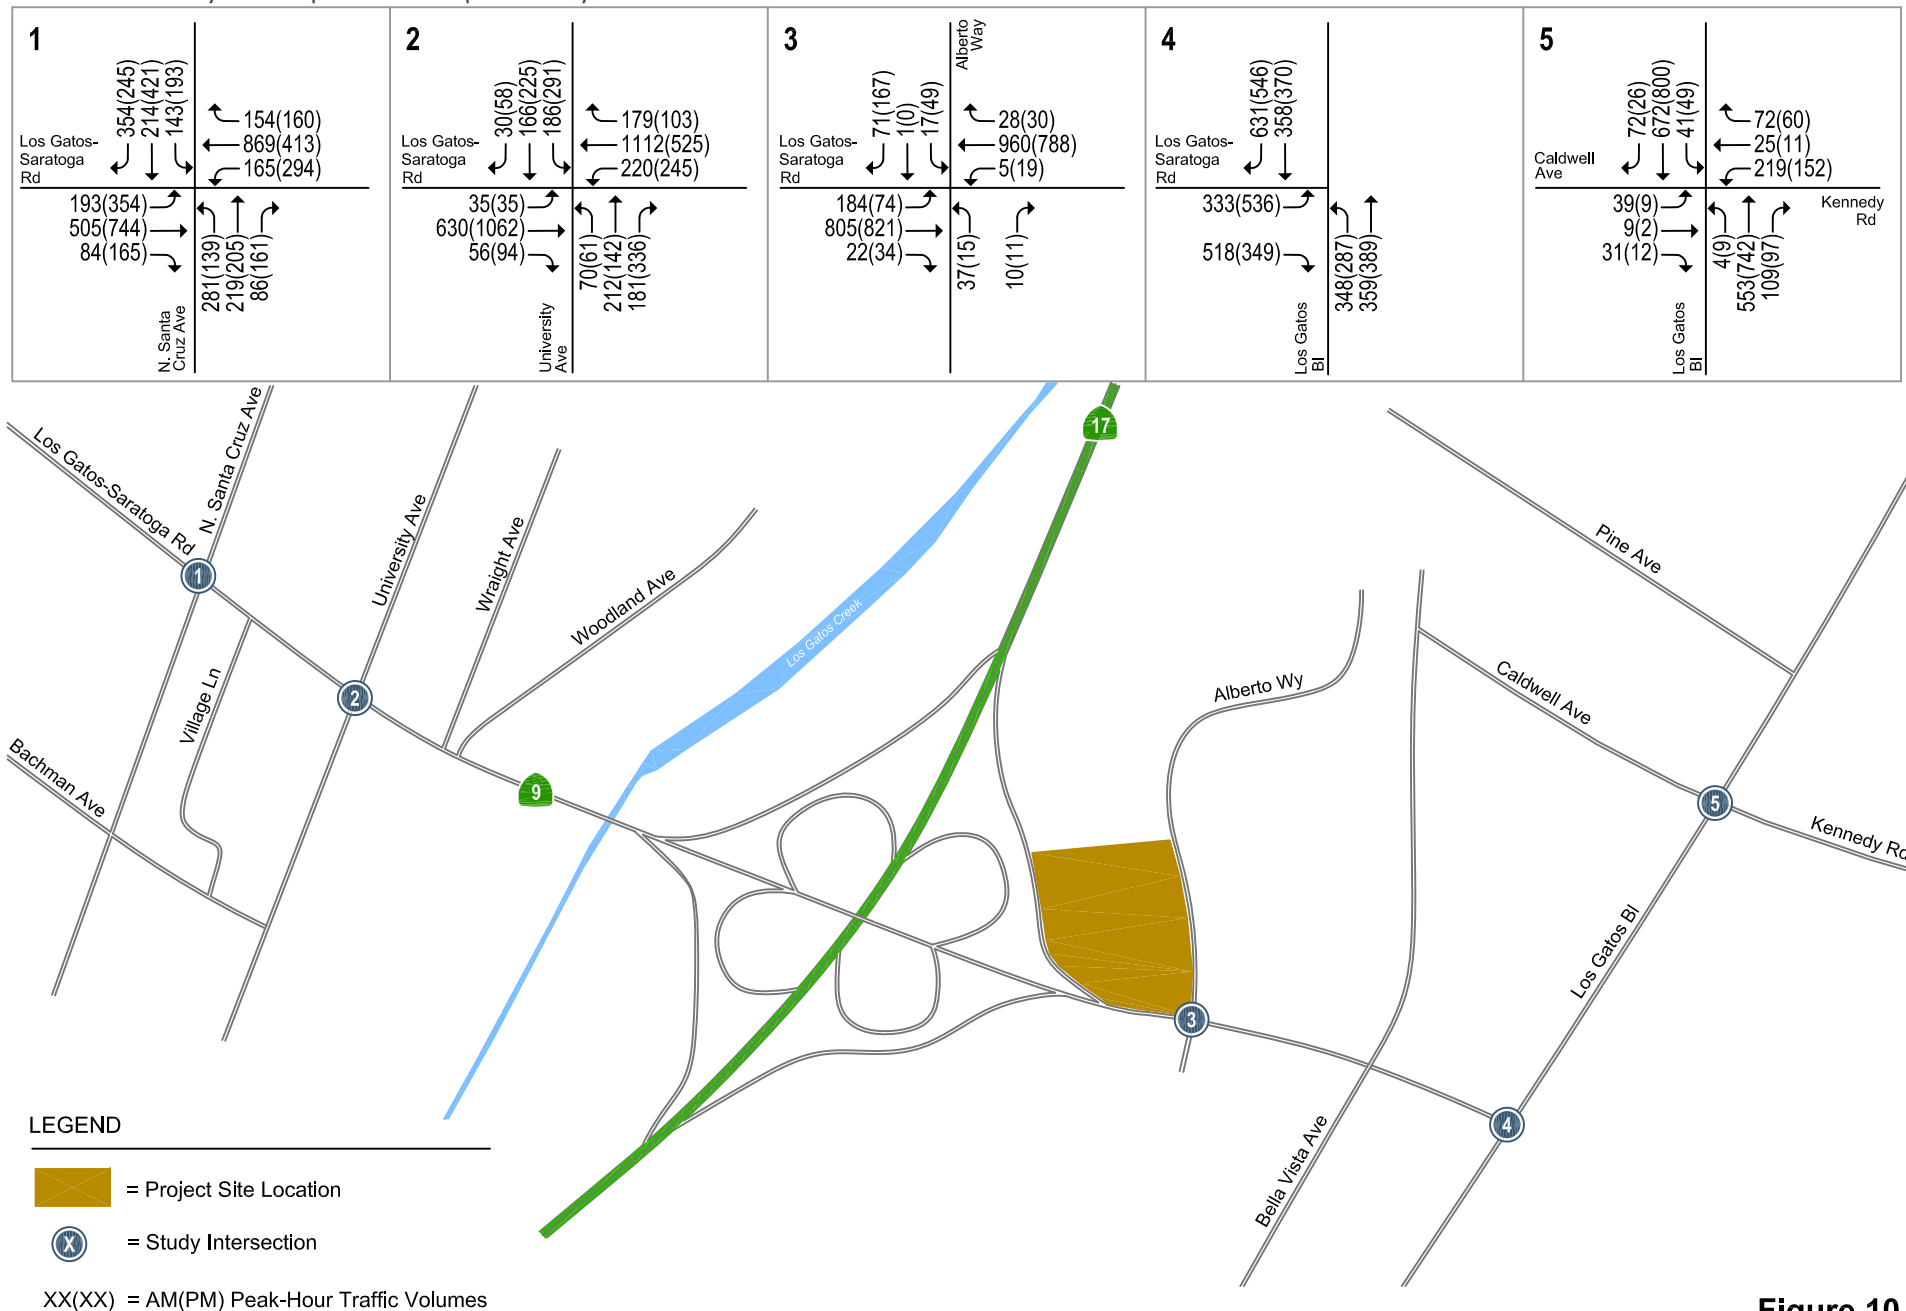 1
354(245)
214(421)
143(193)
154(160)
869(413)
165(294)
Los Gatos-
Saratoga
Rd
193(354)
505(744)
84(165)
281(139)
219(205)
86(161)
N. Santa
Cruz Ave
2
30(58)
166(225)
186(291)
179(103)
1112(525)
220(245)
Los Gatos-
Saratoga
Rd
35(35)
630(1062)
56(94)
70(61)
212(142)
181(336)
University
Ave
3
Alberto
Way
71(167)
1(0)
17(49)
28(30)
960(788)
5(19)
Los Gatos-
Saratoga
Rd
184(74)
805(821)
22(34)
37(15)
10(11)
4
631(546)
358(370)
Los Gatos-
Saratoga
Rd
333(536)
518(349)
348(287)
359(389)
Los Gatos
Bl
5
72(26)
672(800)
41(49)
72(60)
25(11)
219(152)
Caldwell
Ave
39(9)
9(2)
31(12)
4(9)
553(742)
109(97)
Kennedy
Rd
Los Gatos
Bl
Los Gatos-Saratoga Rd
N. Santa Cruz Ave
University Ave
Wraight Ave
Woodland Ave
Los Gatos Creek
17
Pine Ave
1
2
Village Ln
Bachman Ave
9
Alberto Wy
Caldwell Ave
5
Kennedy Rd
Los Gatos Bl
3
4
Bella Vista Ave
LEGEND
= Project Site Location
X = Study Intersection
XX(XX) = AM(PM) Peak-Hour Traffic Volumes
Figure 10